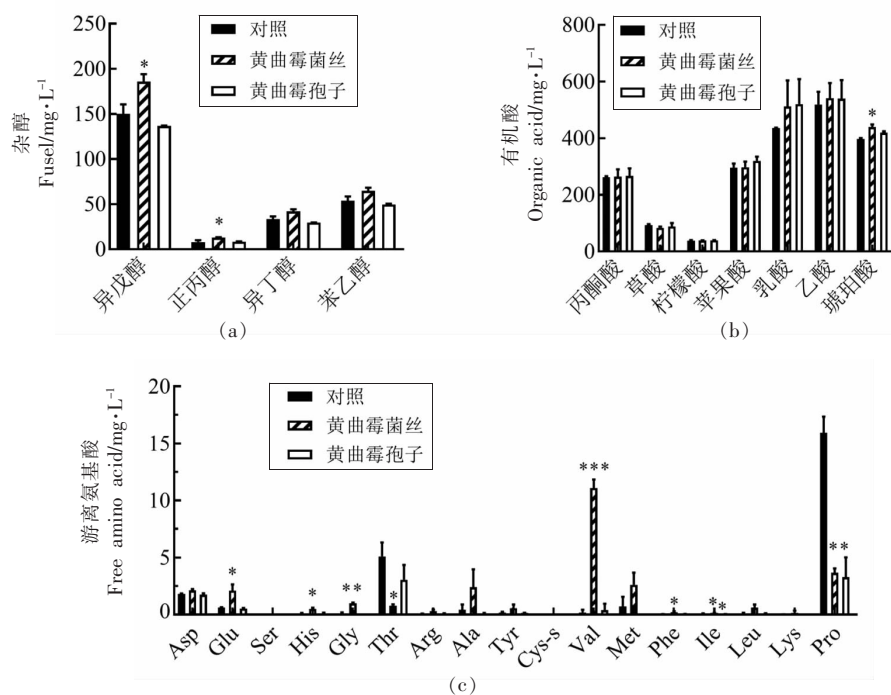 杂醇
Fusel/mg·L⁻¹
250
200
150
100
50
0
对照
黄曲霉菌丝
黄曲霉孢子
*
*
异戊醇
正丙醇
异丁醇
苯乙醇
(a)
有机酸
Organic acid/mg·L⁻¹
800
600
400
200
0
对照
黄曲霉菌丝
黄曲霉孢子
*
丙酮酸
草酸
柠檬酸
苹果酸
乳酸
乙酸
琥珀酸
(b)
游离氨基酸
Free amino acid/mg·L⁻¹
20
15
10
5
0
对照
黄曲霉菌丝
黄曲霉孢子
*
*
**
*
***
*
**
**
Asp
Glu
Ser
His
Gly
Thr
Arg
Ala
Tyr
Cys-s
Val
Met
Phe
Ile
Leu
Lys
Pro
(c)